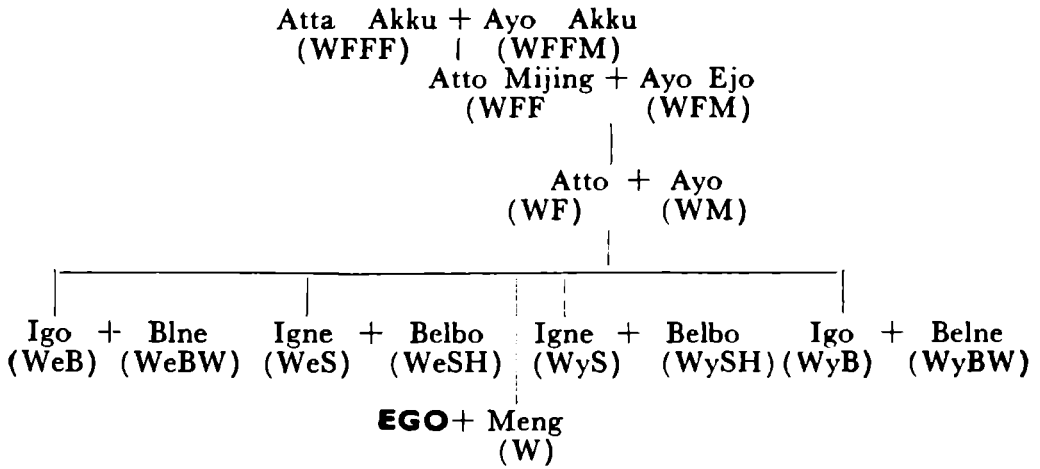 Atta Akku + Ayo Akku
(WFFF) (WFFM)
Atto Mijing + Ayo Ejo
(WFF (WFM)
Atto + Ayo
(WF) (WM)
Igo + Blne Igne + Belbo Igne + Belbo Igo + Belne
(WeB) (WeBW) (WeS) (WeSH) (WyS) (WySH) (WyB) (WyBW)
EGO + Meng
(W)